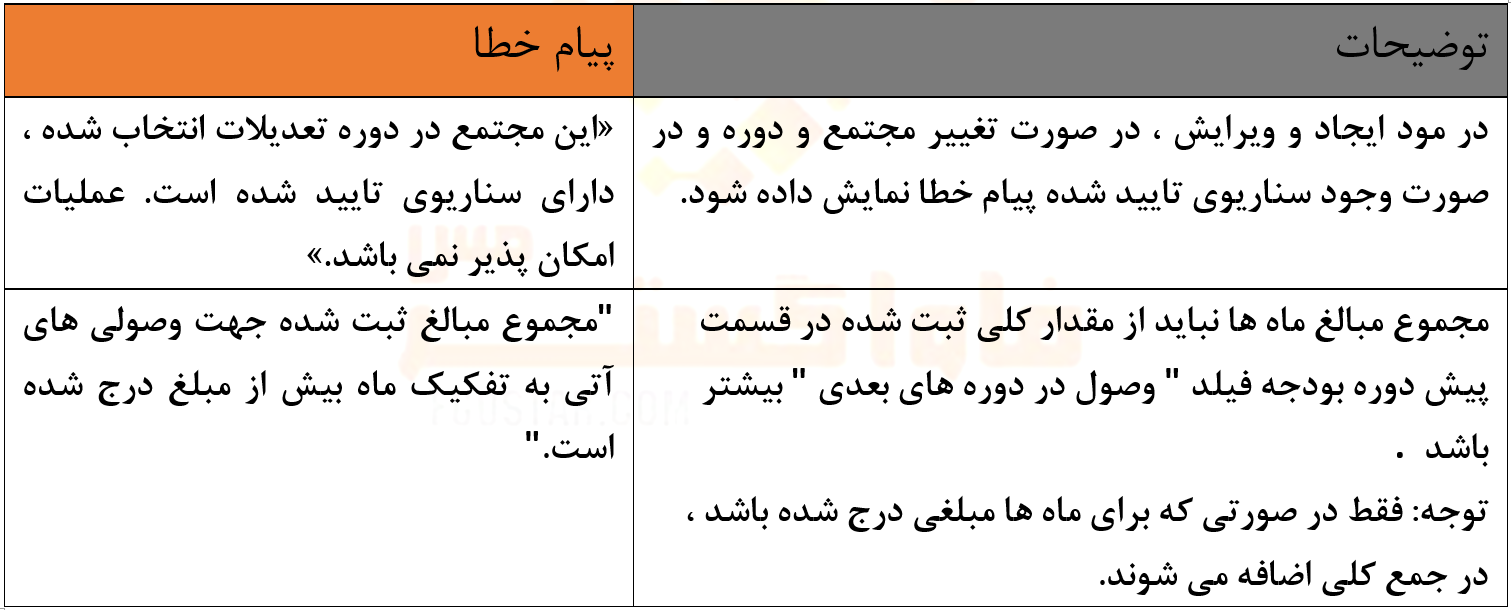 توضیحات
پیام خطا
در مود ایجاد و ویرایش ، در صورت تغییر مجتمع و دوره و در
صورت وجود سناریوی تایید شده پیام خطا نمایش داده شود.
«این مجتمع در دوره تعدیلات انتخاب شده ،
دارای سناریوی تایید شده است. عملیات
امکان پذیر نمی باشد.»
مجموع مبالغ ماه ها نباید از مقدار کلی ثبت شده در قسمت
پیش دوره بودجه فیلد " وصول در دوره های بعدی " بیشتر
باشد .
توجه: فقط در صورتی که برای ماه ها مبلغی درج شده باشد ،
در جمع کلی اضافه می شوند.
"مجموع مبالغ ثبت شده جهت وصولی های
آتی به تفکیک ماه بیش از مبلغ درج شده
است."